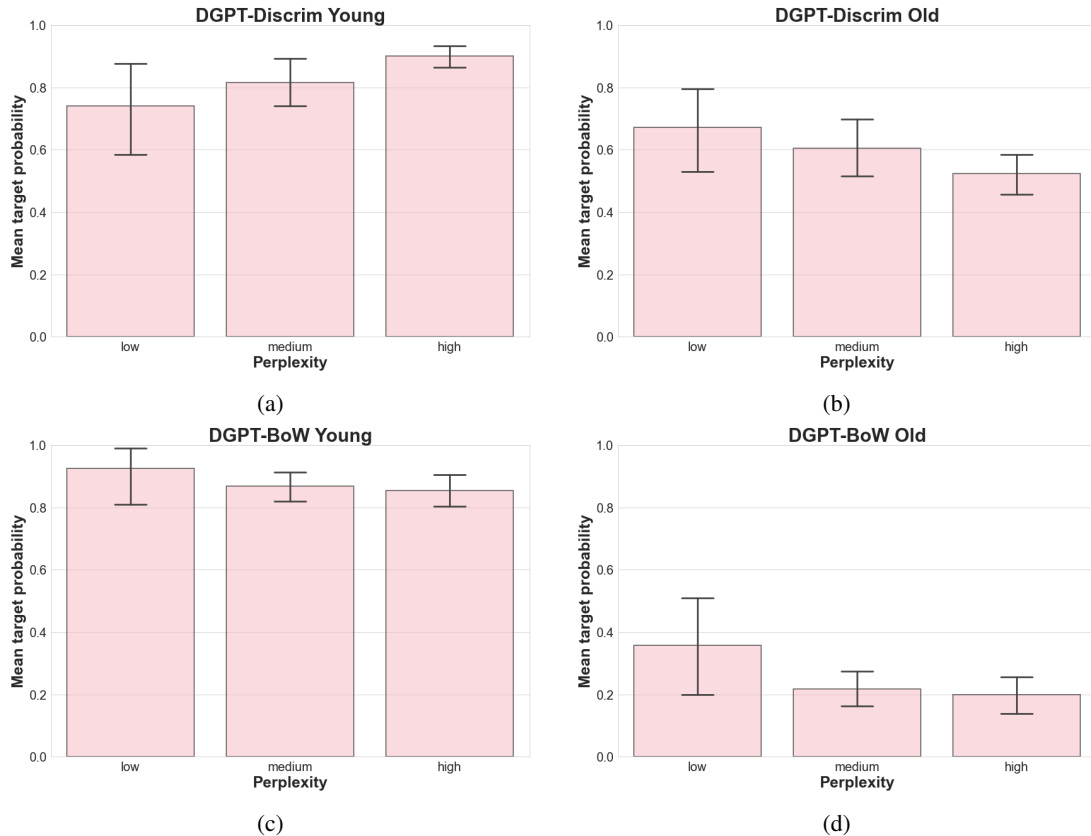 DGPT-Discrim Young
1.0
0.8
0.6
0.4
0.2
0.0
Mean target probability
low medium high
Perplexity
(a)
DGPT-Discrim Old
1.0
0.8
0.6
0.4
0.2
0.0
Mean target probability
low medium high
Perplexity
(b)
DGPT-BoW Young
1.0
0.8
0.6
0.4
0.2
0.0
Mean target probability
low medium high
Perplexity
(c)
DGPT-BoW Old
1.0
0.8
0.6
0.4
0.2
0.0
Mean target probability
low medium high
Perplexity
(d)